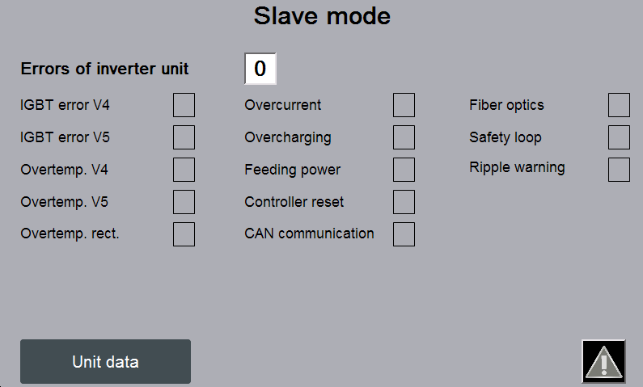 Slave mode
Errors of inverter unit 0
IGBT error V4 Overcurrent Fiber optics
IGBT error V5 Overcharging Safety loop
Overtemp. V4 Feeding power Ripple warning
Overtemp. V5 Controller reset
Overtemp. rect. CAN communication
Unit data